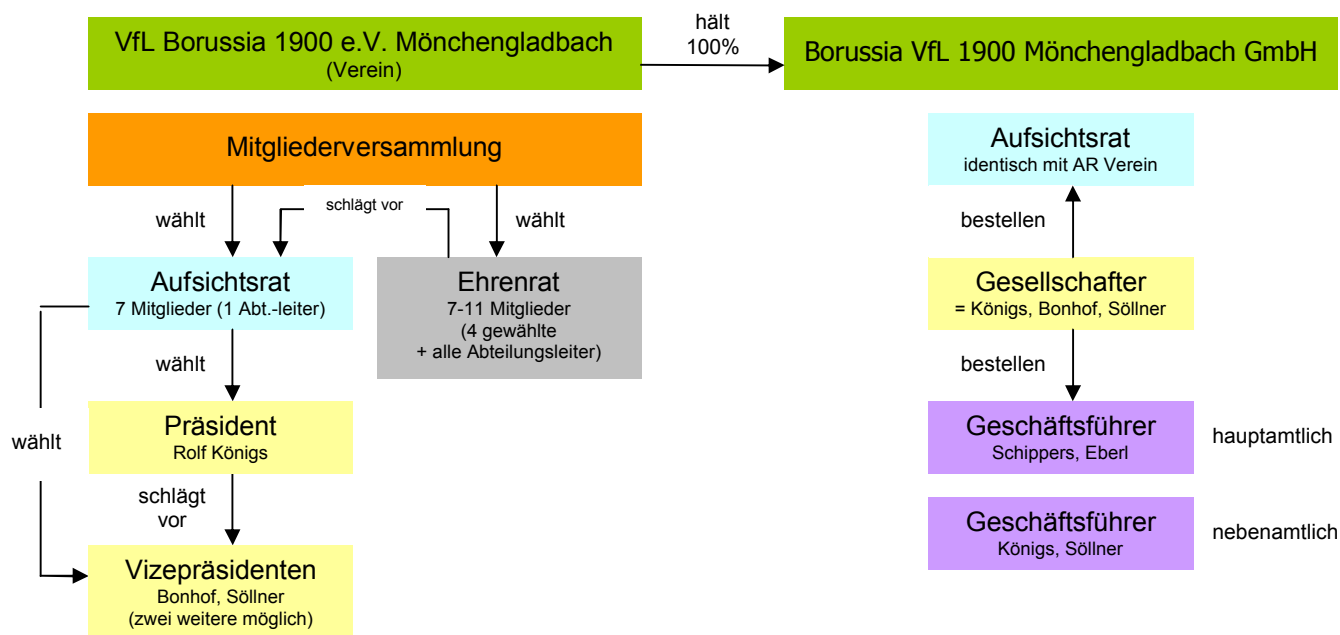 VfL Borussia 1900 e.V. Mönchengladbach
(Verein)
hält
100%
Borussia VfL 1900 Mönchengladbach GmbH
Mitgliederversammlung
wählt
schlägt vor
wählt
Aufsichtsrat
7 Mitglieder (1 Abt.-leiter)
Ehrenrat
7-11 Mitglieder
(4 gewählte
+ alle Abteilungsleiter)
wählt
wählt
Präsident
Rolf Königs
schlägt
vor
Vizepräsidenten
Bonhof, Söllner
(zwei weitere möglich)
Aufsichtsrat
identisch mit AR Verein
bestellen
Gesellschafter
= Königs, Bonhof, Söllner
bestellen
Geschäftsführer
Schippers, Eberl
hauptamtlich
Geschäftsführer
Königs, Söllner
nebenamtlich